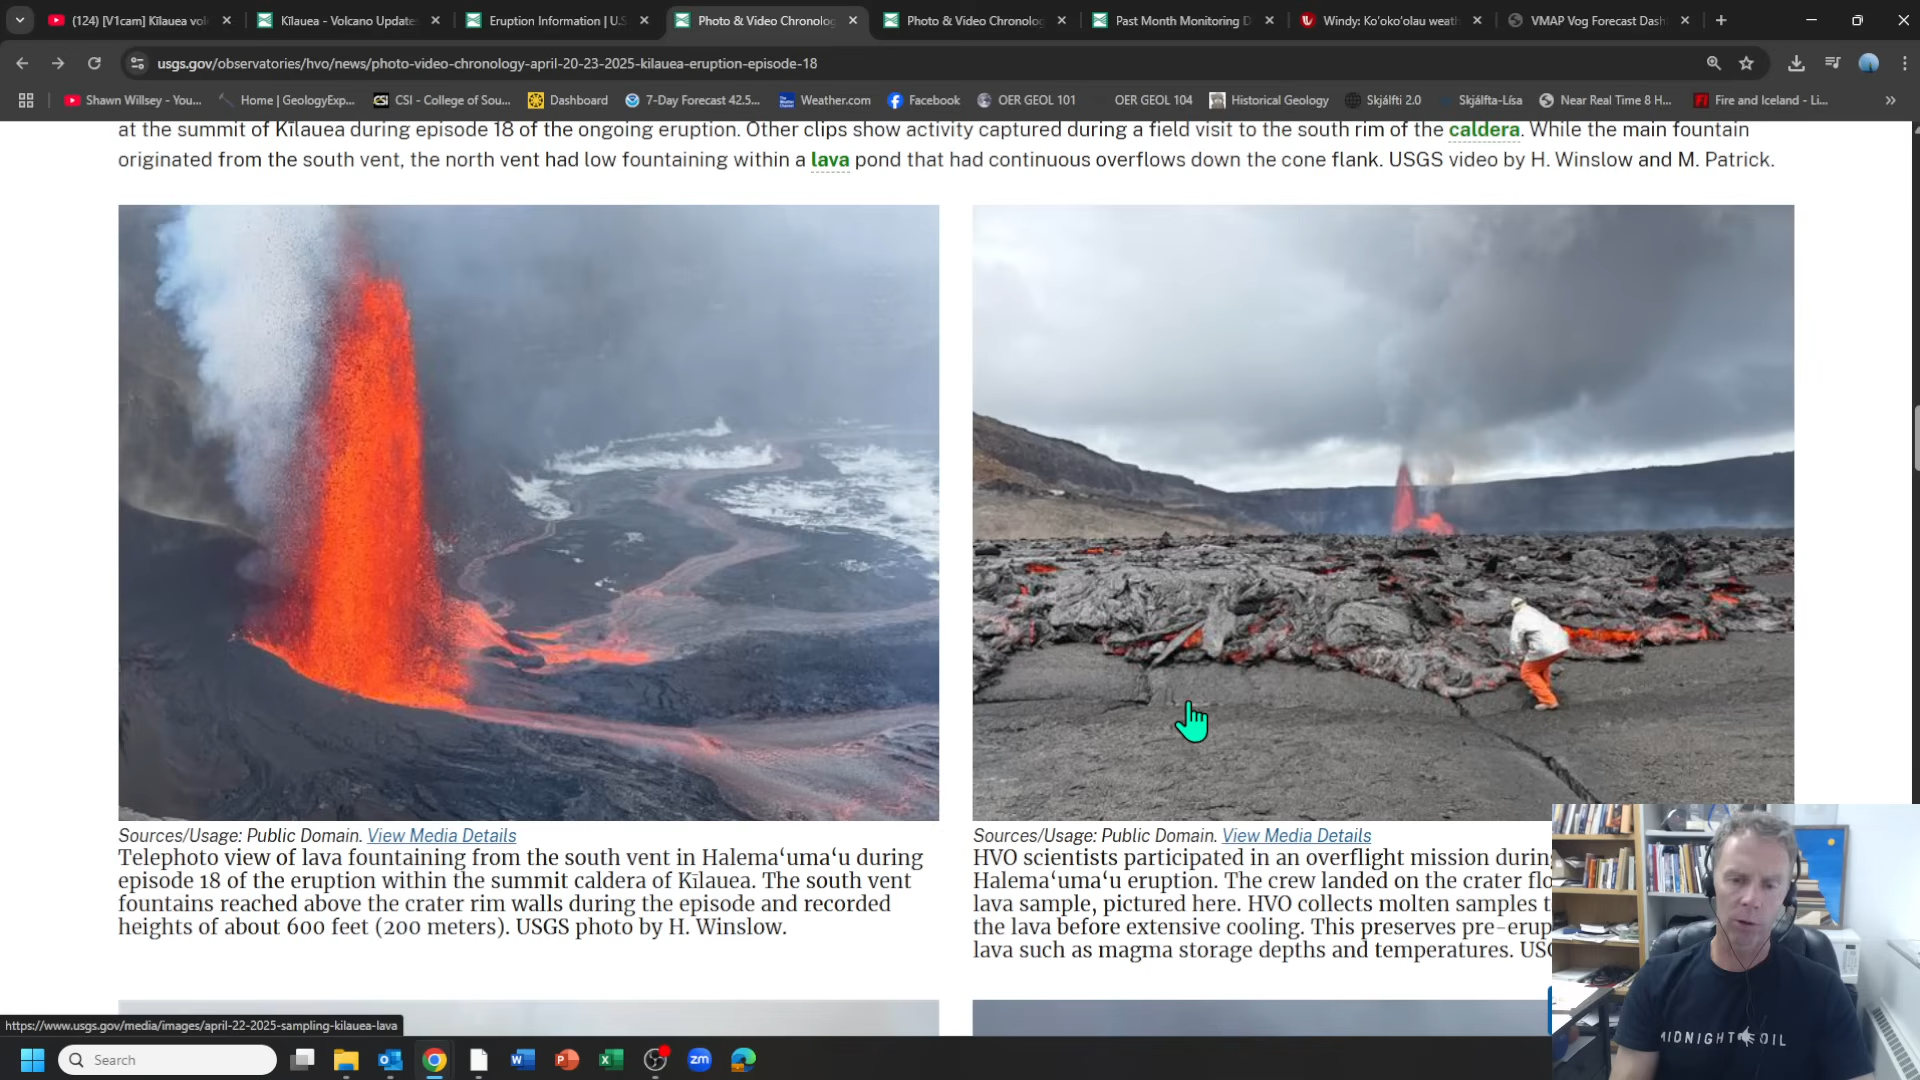 (124) [V1cam] Kīlauea vol
Kīlauea - Volcano Update
Eruption Information | U.S
Photo & Video Chronolog
Photo & Video Chronolog
Past Month Monitoring D
Windy: Ko'oko'olau weath
VMAP Vog Forecast Dash
usgs.gov/observatories/hvo/news/photo-video-chronology-april-20-23-2025-kilauea-eruption-episode-18
Shawn Willsey - You...
Home | GeologyExp...
CSI - College of Sou...
Dashboard
7-Day Forecast 42.5...
Weather.com
Facebook
OER GEOL 101
OER GEOL 104
Historical Geology
Skjálfti 2.0
Skjálfta-Lísa
Near Real Time 8 H...
Fire and Iceland - Li...
at the summit of Kīlauea during episode 18 of the ongoing eruption. Other clips show activity captured during a field visit to the south rim of the caldera. While the main fountain
originated from the south vent, the north vent had low fountaining within a lava pond that had continuous overflows down the cone flank. USGS video by H. Winslow and M. Patrick.
Sources/Usage: Public Domain. View Media Details
Telephoto view of lava fountaining from the south vent in Halemaʻumaʻu during
episode 18 of the eruption within the summit caldera of Kīlauea. The south vent
fountains reached above the crater rim walls during the episode and recorded
heights of about 600 feet (200 meters). USGS photo by H. Winslow.
Sources/Usage: Public Domain. View Media Details
HVO scientists participated in an overflight mission durin
Halemaʻumaʻu eruption. The crew landed on the crater flo
lava sample, pictured here. HVO collects molten samples t
the lava before extensive cooling. This preserves pre-erup
lava such as magma storage depths and temperatures. USG
MIDNIGHT OIL
https://www.usgs.gov/media/images/april-22-2025-sampling-kilauea-lava
Search
zm